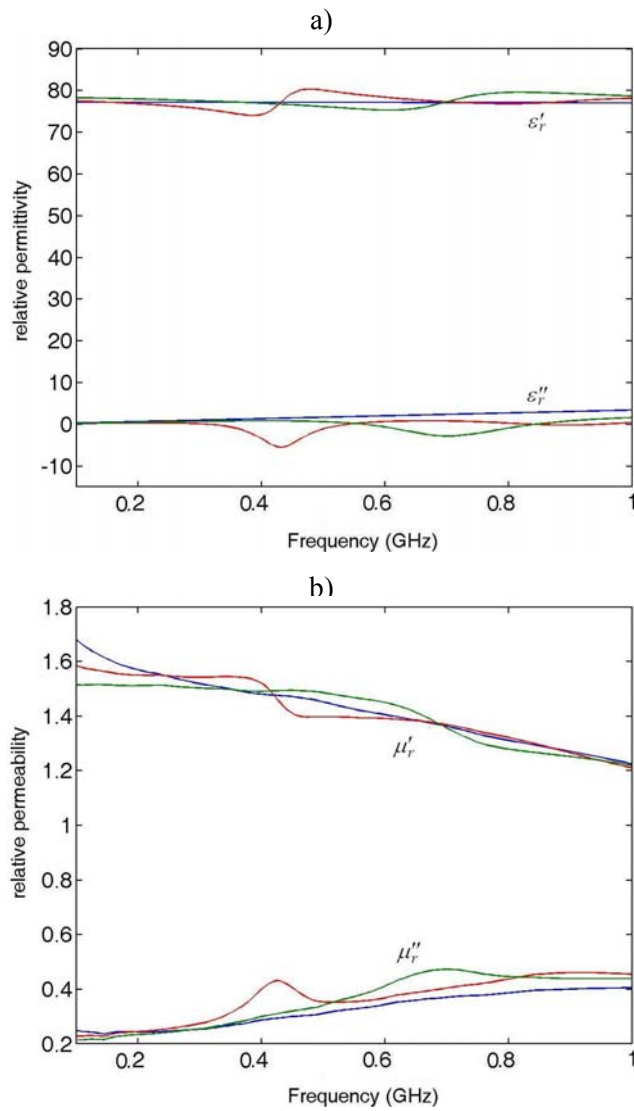 a)
90
80
70
60
50
40
30
20
10
0
-10
relative permittivity
ε′r
ε″r
0.2 0.4 0.6 0.8 1
Frequency (GHz)
b)
1.8
1.6
1.4
1.2
1
0.8
0.6
0.4
0.2
relative permeability
μ′r
μ″r
0.2 0.4 0.6 0.8 1
Frequency (GHz)